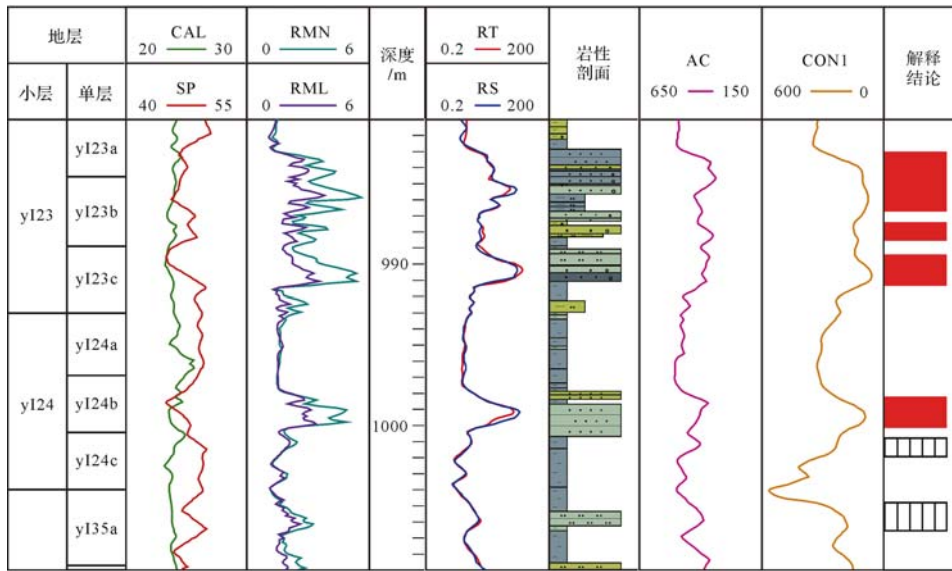 地层
小层 单层
CAL
20 30
SP
40 55
RMN
0 6
RML
0 6
深度
/m
RT
0.2 200
RS
0.2 200
岩性
剖面
AC
650 150
CON1
600 0
解释
结论
yI23
yI23a
yI23b
yI23c
yI24
yI24a
yI24b
yI24c
yI35a
990
1000